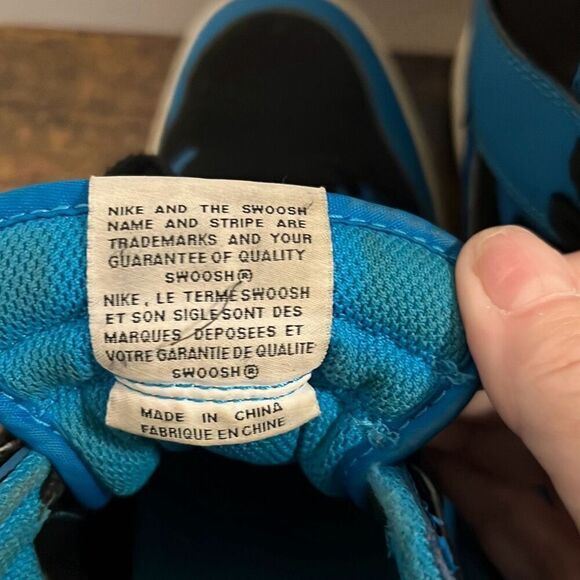 NIKE AND THE SWOOSH
NAME AND STRIPE ARE
TRADEMARKS AND YOUR
GUARANTEE OF QUALITY
SWOOSH®
NIKE, LE TERME SWOOSH
ET SON SIGLE SONT DES
MARQUES DEPOSEES ET
VOTRE GARANTIE DE QUALITE
SWOOSH®
MADE IN CHINA
FABRIQUE EN CHINE